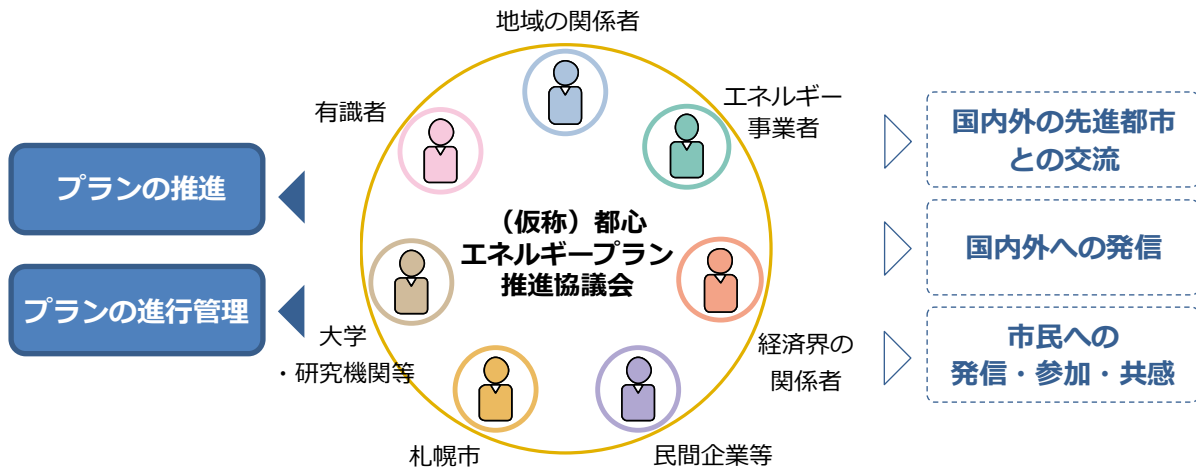 地域の関係者
有識者
エネルギー
事業者
プランの推進
プランの進行管理
（仮称）都心
エネルギープラン
推進協議会
大学
・研究機関等
経済界の
関係者
札幌市
民間企業等
国内外の先進都市
との交流
国内外への発信
市民への
発信・参加・共感